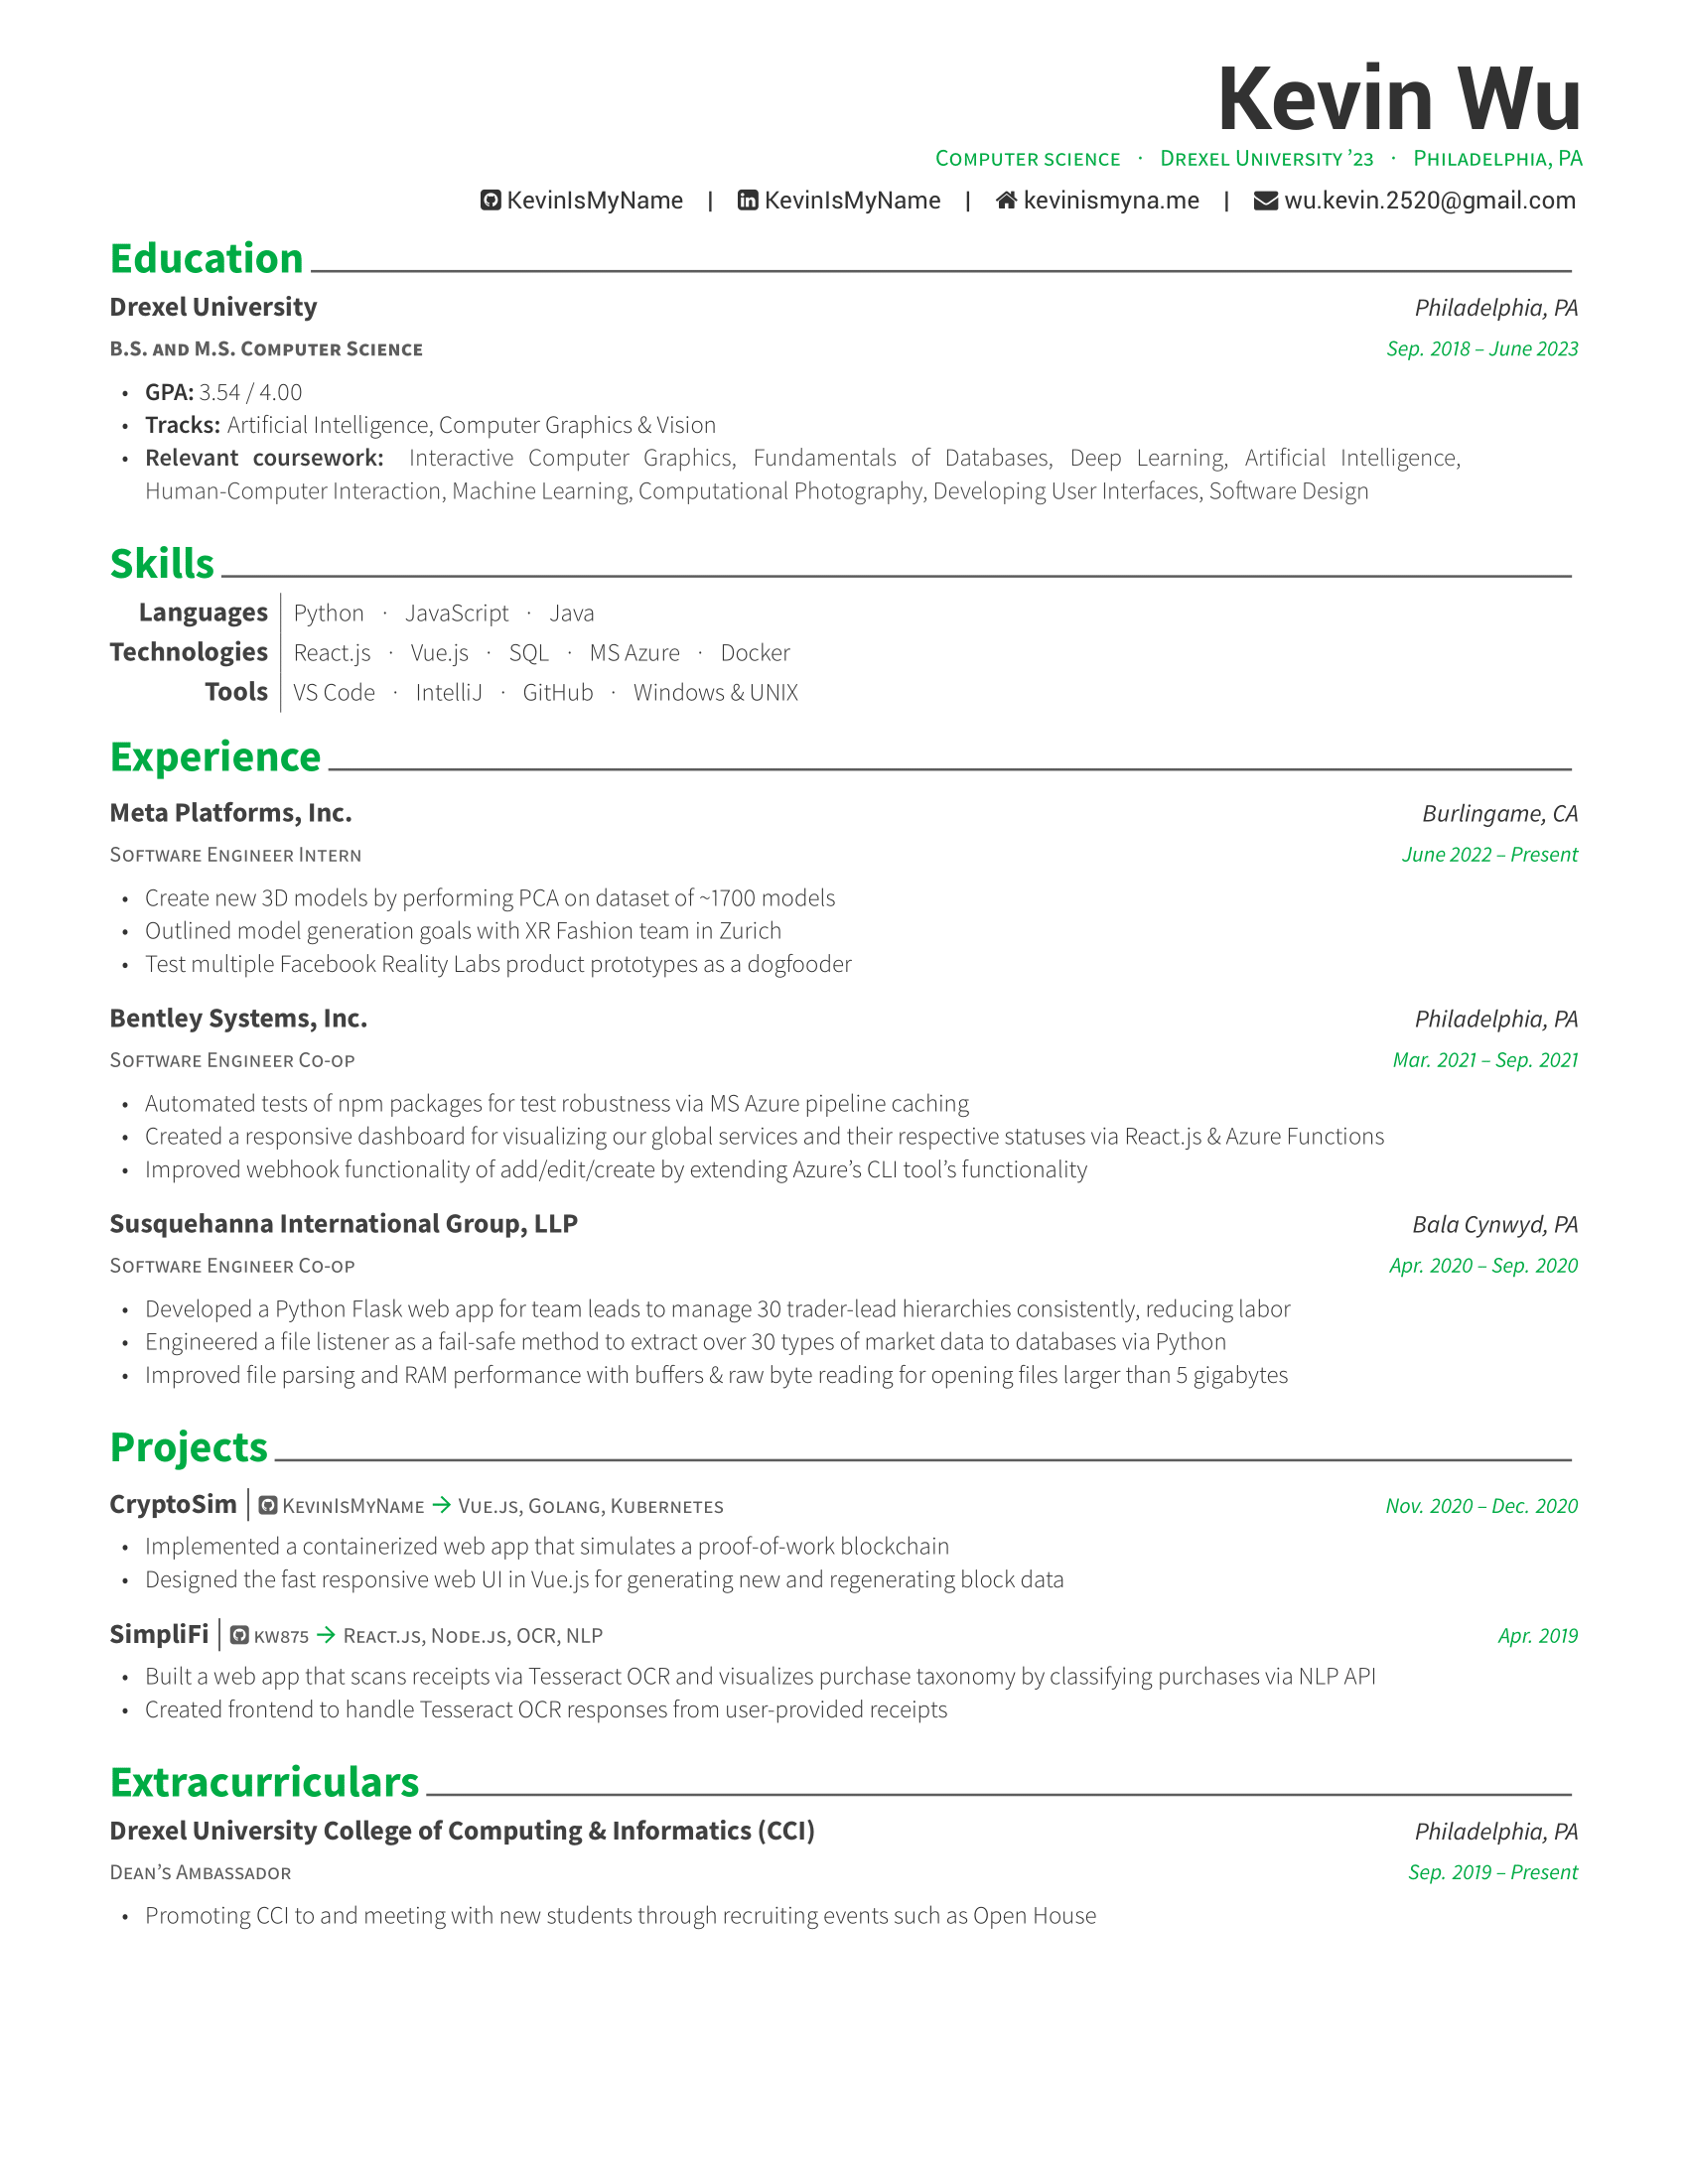 Kevin Wu
Computer science · Drexel University ’23 · Philadelphia, PA
KevinIsMyName | KevinIsMyName | kevinismyna.me | wu.kevin.2520@gmail.com
Education
Drexel University Philadelphia, PA
B.S. and M.S. Computer Science Sep. 2018 – June 2023
• GPA: 3.54 / 4.00
• Tracks: Artificial Intelligence, Computer Graphics & Vision
• Relevant coursework: Interactive Computer Graphics, Fundamentals of Databases, Deep Learning, Artificial Intelligence,
Human-Computer Interaction, Machine Learning, Computational Photography, Developing User Interfaces, Software Design
Skills
Languages Python · JavaScript · Java
Technologies React.js · Vue.js · SQL · MS Azure · Docker
Tools VS Code · IntelliJ · GitHub · Windows & UNIX
Experience
Meta Platforms, Inc. Burlingame, CA
Software Engineer Intern June 2022 – Present
• Create new 3D models by performing PCA on dataset of ~1700 models
• Outlined model generation goals with XR Fashion team in Zurich
• Test multiple Facebook Reality Labs product prototypes as a dogfooder
Bentley Systems, Inc. Philadelphia, PA
Software Engineer Co-op Mar. 2021 – Sep. 2021
• Automated tests of npm packages for test robustness via MS Azure pipeline caching
• Created a responsive dashboard for visualizing our global services and their respective statuses via React.js & Azure Functions
• Improved webhook functionality of add/edit/create by extending Azure’s CLI tool’s functionality
Susquehanna International Group, LLP Bala Cynwyd, PA
Software Engineer Co-op Apr. 2020 – Sep. 2020
• Developed a Python Flask web app for team leads to manage 30 trader-lead hierarchies consistently, reducing labor
• Engineered a file listener as a fail-safe method to extract over 30 types of market data to databases via Python
• Improved file parsing and RAM performance with buffers & raw byte reading for opening files larger than 5 gigabytes
Projects
CryptoSim | KevinIsMyName → Vue.js, Golang, Kubernetes Nov. 2020 – Dec. 2020
• Implemented a containerized web app that simulates a proof-of-work blockchain
• Designed the fast responsive web UI in Vue.js for generating new and regenerating block data
SimpliFi | kw875 → React.js, Node.js, OCR, NLP Apr. 2019
• Built a web app that scans receipts via Tesseract OCR and visualizes purchase taxonomy by classifying purchases via NLP API
• Created frontend to handle Tesseract OCR responses from user-provided receipts
Extracurriculars
Drexel University College of Computing & Informatics (CCI) Philadelphia, PA
Dean’s Ambassador Sep. 2019 – Present
• Promoting CCI to and meeting with new students through recruiting events such as Open House